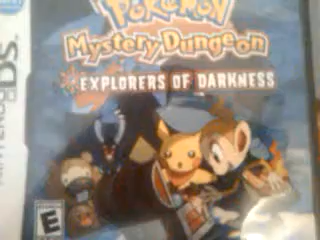 POKéMON
Mystery Dungeon
EXPLORERS OF DARKNESS
NINTENDO DS
E